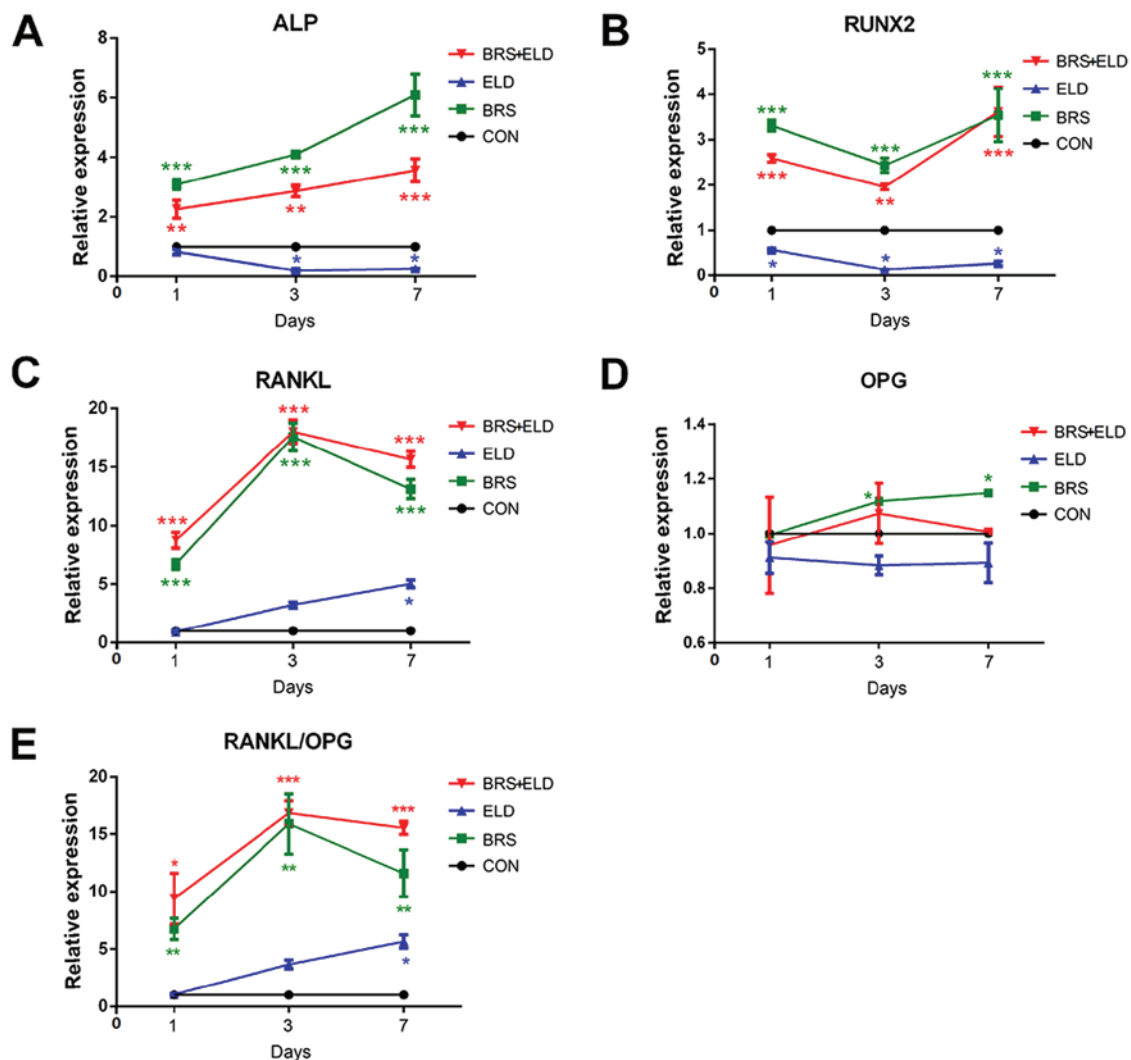 A
ALP
Relative expression
8
6
4
2
0
0
1
3
7
Days
***
***
***
**
**
***
*
*
BRS+ELD
ELD
BRS
CON
B
RUNX2
Relative expression
5
4
3
2
1
0
0
1
3
7
Days
***
***
***
***
**
***
*
*
*
BRS+ELD
ELD
BRS
CON
C
RANKL
Relative expression
20
15
10
5
0
0
1
3
7
Days
***
***
***
***
***
***
*
BRS+ELD
ELD
BRS
CON
D
OPG
Relative expression
1.4
1.2
1.0
0.8
0.6
0
1
3
7
Days
*
*
BRS+ELD
ELD
BRS
CON
E
RANKL/OPG
Relative expression
20
15
10
5
0
0
1
3
7
Days
*
***
***
**
**
**
*
BRS+ELD
ELD
BRS
CON